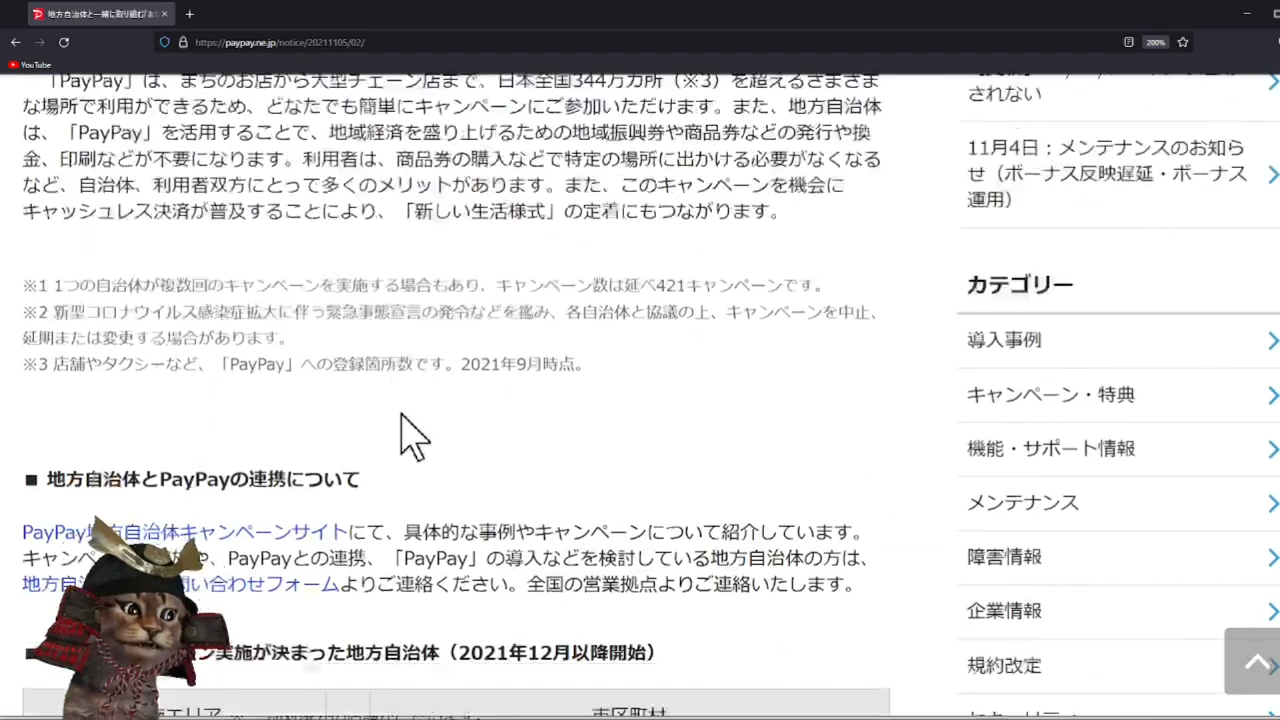 地方自治体と一緒に取り組む「あな
https://paypay.ne.jp/notice/20211105/02/
200%
YouTube
「PayPay」は、まちのお店から大型チェーン店まで、日本全国344万カ所（※3）を超えるさまざま
な場所で利用ができるため、どなたでも簡単にキャンペーンにご参加いただけます。また、地方自治体
は、「PayPay」を活用することで、地域経済を盛り上げるための地域振興券や商品券などの発行や換
金、印刷などが不要になります。利用者は、商品券の購入などで特定の場所に出かける必要がなくなる
など、自治体、利用者双方にとって多くのメリットがあります。また、このキャンペーンを機会に
キャッシュレス決済が普及することにより、「新しい生活様式」の定着にもつながります。
※1 1つの自治体が複数回のキャンペーンを実施する場合もあり、キャンペーン数は延べ421キャンペーンです。
※2 新型コロナウイルス感染症拡大に伴う緊急事態宣言の発令などを鑑み、各自治体と協議の上、キャンペーンを中止、
延期または変更する場合があります。
※3 店舗やタクシーなど、「PayPay」への登録箇所数です。2021年9月時点。
■ 地方自治体とPayPayの連携について
PayPay地方自治体キャンペーンサイトにて、具体的な事例やキャンペーンについて紹介しています。
キャンペ や、PayPayとの連携、「PayPay」の導入などを検討している地方自治体の方は、
地方自 問い合わせフォームよりご連絡ください。全国の営業拠点よりご連絡いたします。
ン実施が決まった地方自治体（2021年12月以降開始）
エリア
市区町村
されない
11月4日：メンテナンスのお知ら
せ（ボーナス反映遅延・ボーナス
運用）
カテゴリー
導入事例
キャンペーン・特典
機能・サポート情報
メンテナンス
障害情報
企業情報
規約改定